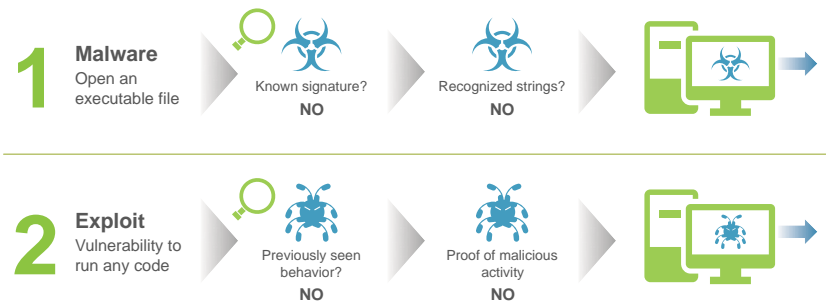 1
Malware
Open an
executable file
Known signature?
NO
Recognized strings?
NO
2
Exploit
Vulnerability to
run any code
Previously seen
behavior?
NO
Proof of malicious
activity
NO